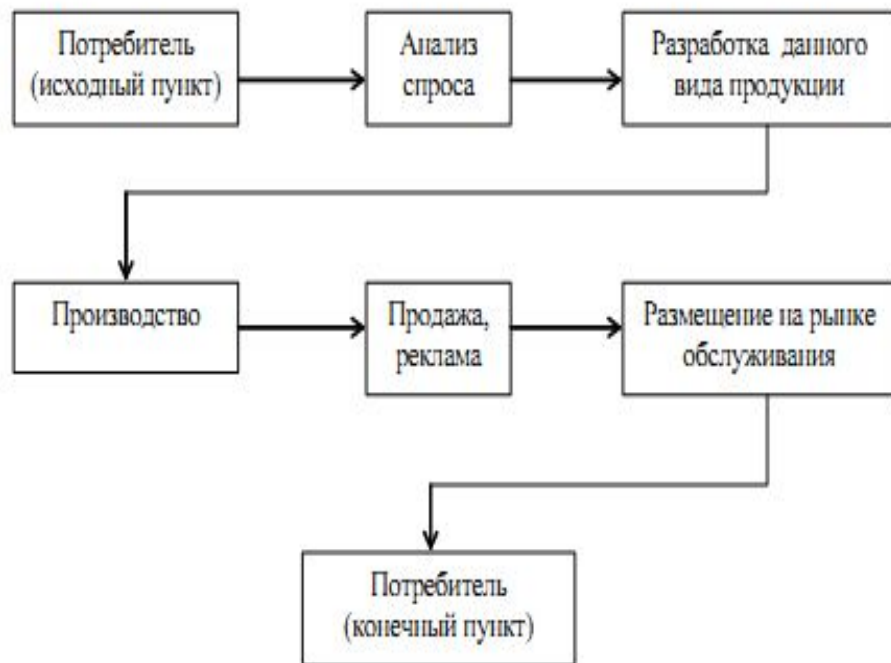 Потребитель
(исходный пункт)
Анализ
спроса
Разработка данного
вида продукции
Производство
Продажа,
реклама
Размещение на рынке
обслуживания
Потребитель
(конечный пункт)